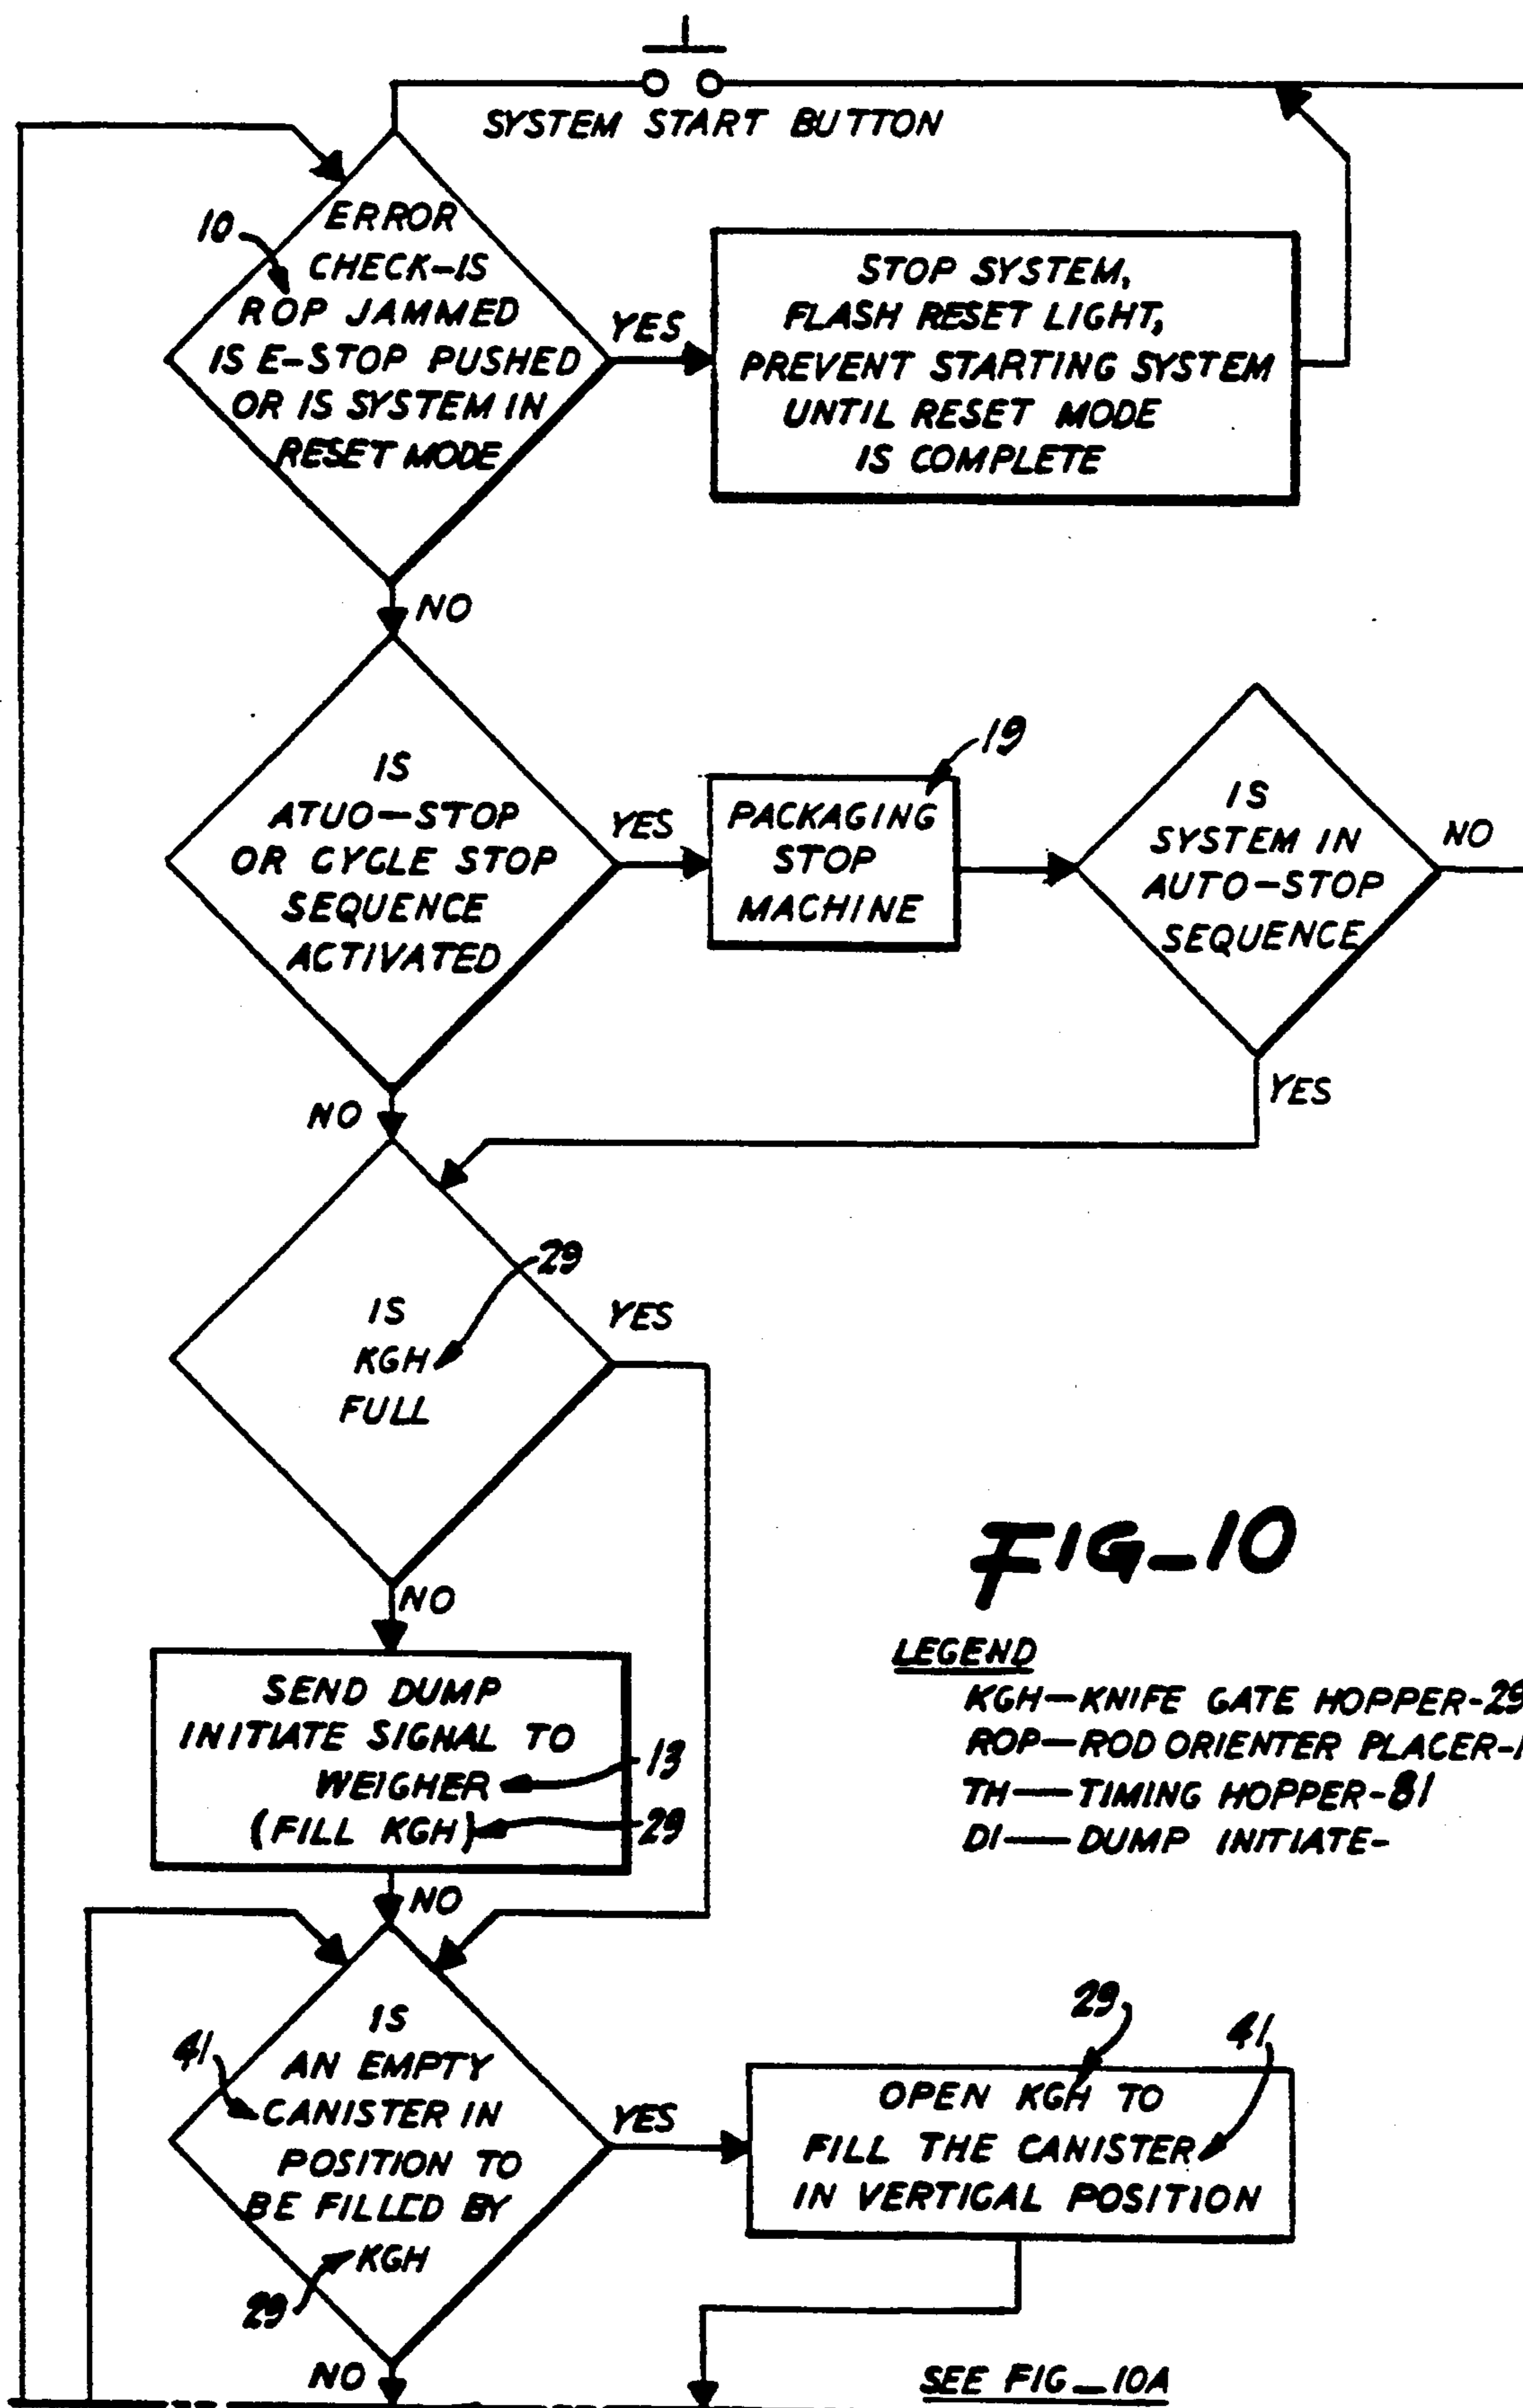 SYSTEM START BUTTON
10
ERROR
CHECK-IS
ROP JAMMED
IS E-STOP PUSHED
OR IS SYSTEM IN
RESET MODE
YES
STOP SYSTEM,
FLASH RESET LIGHT,
PREVENT STARTING SYSTEM
UNTIL RESET MODE
IS COMPLETE
NO
IS
ATUO-STOP
OR CYCLE STOP
SEQUENCE
ACTIVATED
YES
19
PACKAGING
STOP
MACHINE
IS
SYSTEM IN
AUTO-STOP
SEQUENCE
NO
YES
NO
29
IS
KGH
FULL
YES
NO
SEND DUMP
INITIATE SIGNAL TO
WEIGHER
(FILL KGH)
13
29
FIG_10
LEGEND
KGH-KNIFE GATE HOPPER-29
ROP-ROD ORIENTER PLACER-1
TH-TIMING HOPPER-81
DI-DUMP INITIATE-
NO
41
IS
AN EMPTY
CANISTER IN
POSITION TO
BE FILLED BY
KGH
29
YES
29
41
OPEN KGH TO
FILL THE CANISTER
IN VERTICAL POSITION
NO
SEE FIG_10A